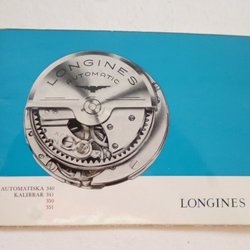 LONGINES
AUTOMATIC
AUTOMATISKA 340
KALIBRAR 341
350
351
LONGINES